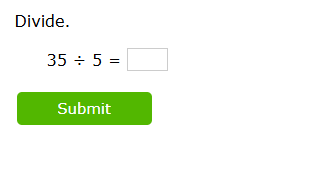 Divide.
35 ÷ 5 =
Submit